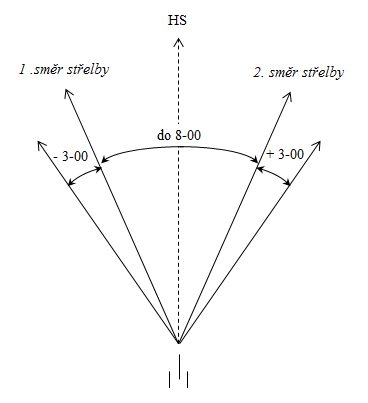 HS
1 .směr střelby
2. směr střelby
do 8-00
- 3-00
+ 3-00